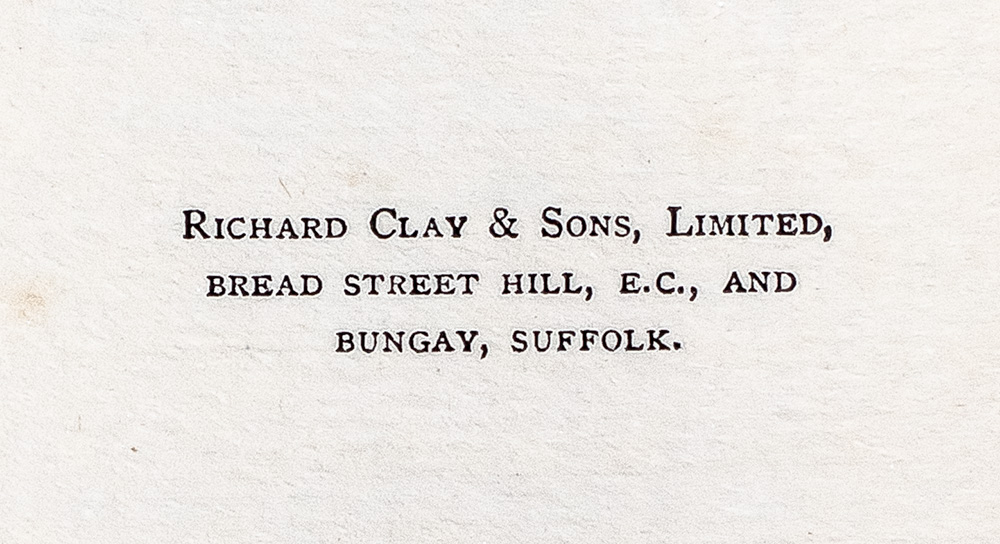 Richard Clay & Sons, Limited,
BREAD STREET HILL, E.C., AND
BUNGAY, SUFFOLK.